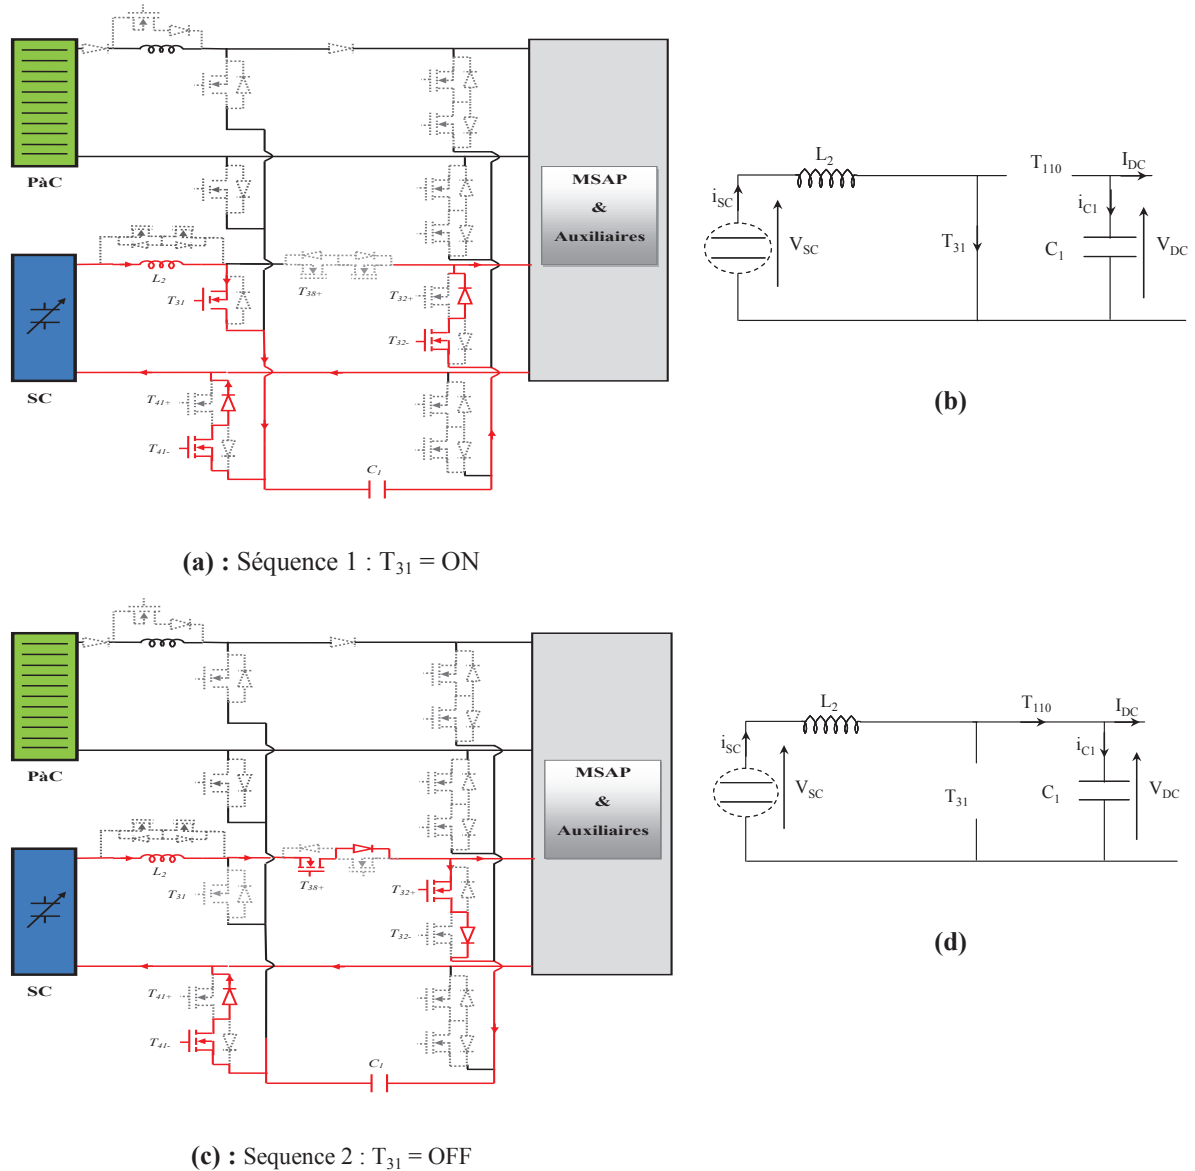 PàC
MSAP
&
Auxiliaires
L2
T38+
T31
T32+
T32-
SC
T41+
T41-
C1
(a) : Séquence 1 : T31 = ON
L2
T110
IDC
iSC
iC1
VSC
T31
C1
VDC
(b)
PàC
MSAP
&
Auxiliaires
L2
T31
T38+
T32+
T32-
SC
T41+
T41-
C1
(c) : Sequence 2 : T31 = OFF
L2
T110
IDC
iSC
iC1
VSC
T31
C1
VDC
(d)